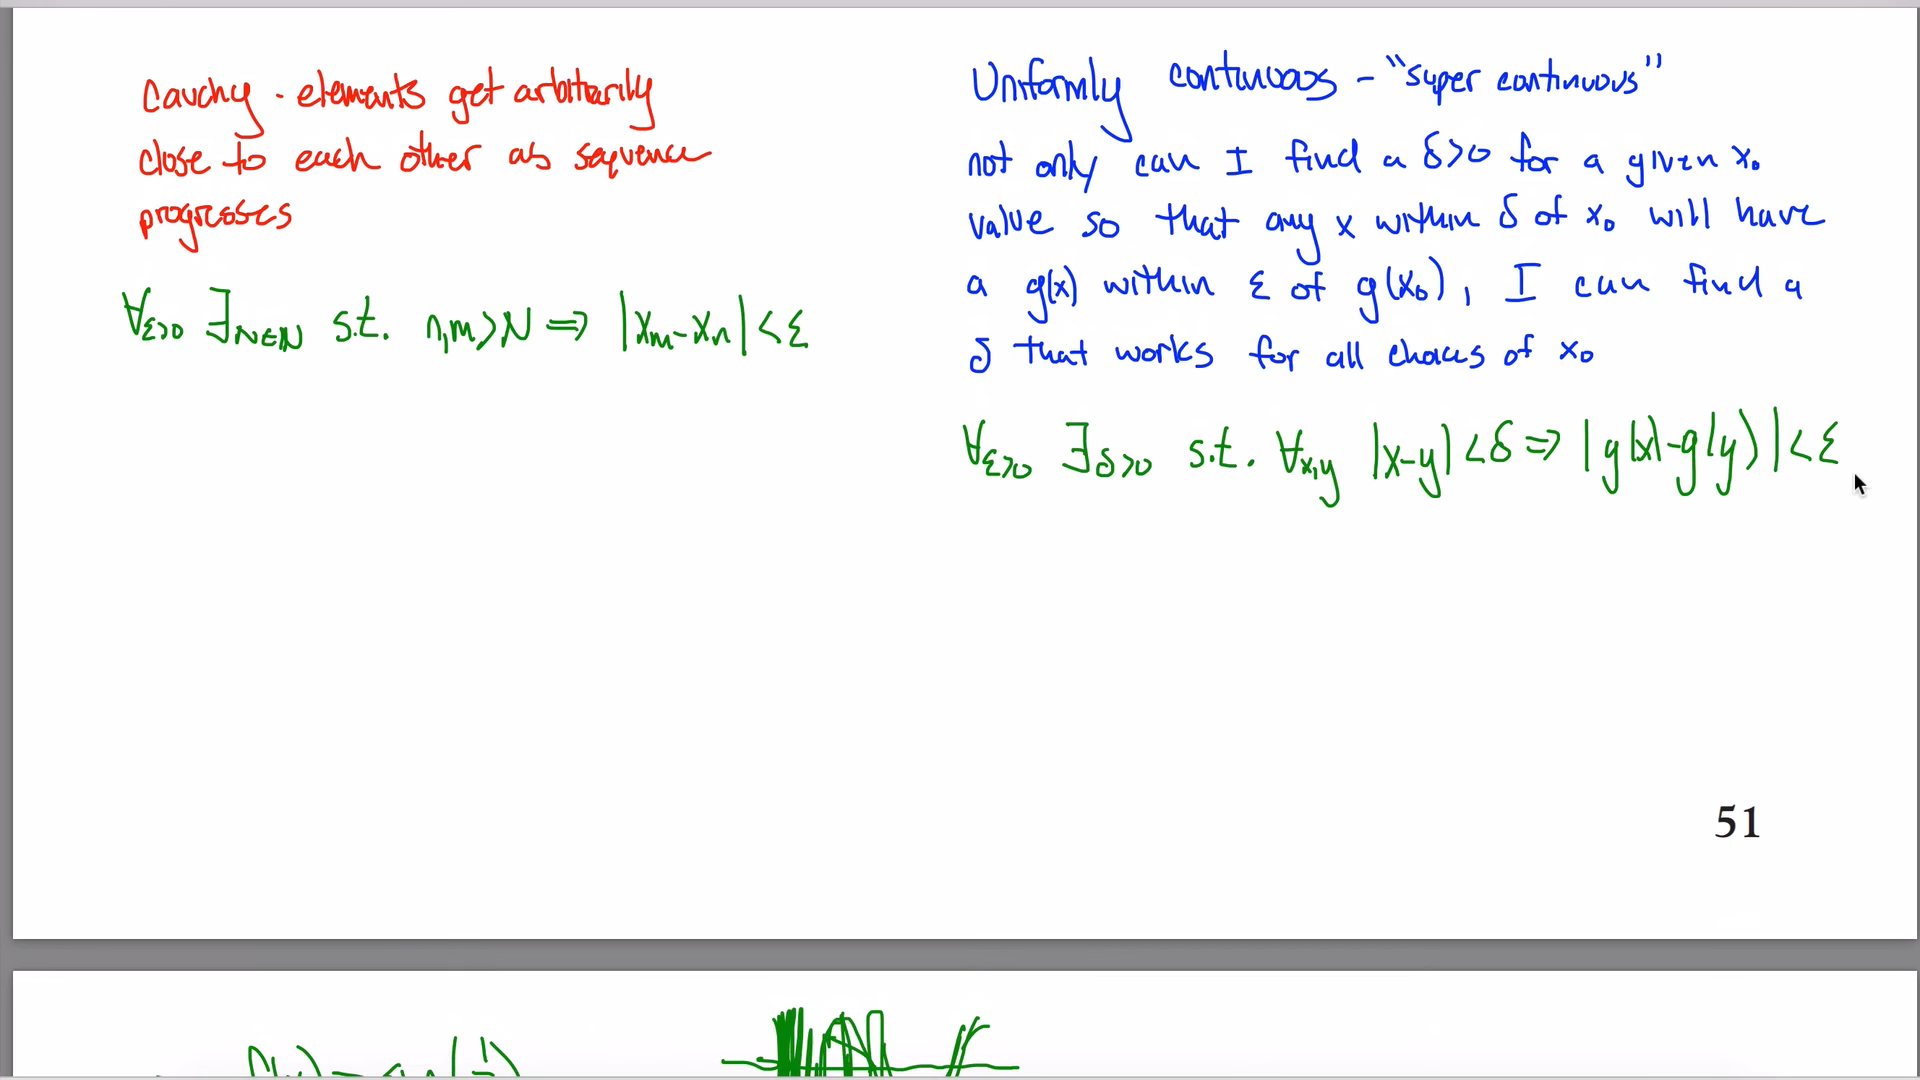 Cauchy - elements get arbitrarily
close to each other as sequence
progresses
∀ε>0 ∃N∈ℕ s.t. n,m>N ⇒ |xₘ-xₙ|<ε
Uniformly continuous - "super continuous"
not only can I find a δ>0 for a given x₀
value so that any x within δ of x₀ will have
a g(x) within ε of g(x₀), I can find a
δ that works for all choices of x₀
∀ε>0 ∃δ>0 s.t. ∀x,y |x-y|<δ ⇒ |g(x)-g(y)|<ε
51